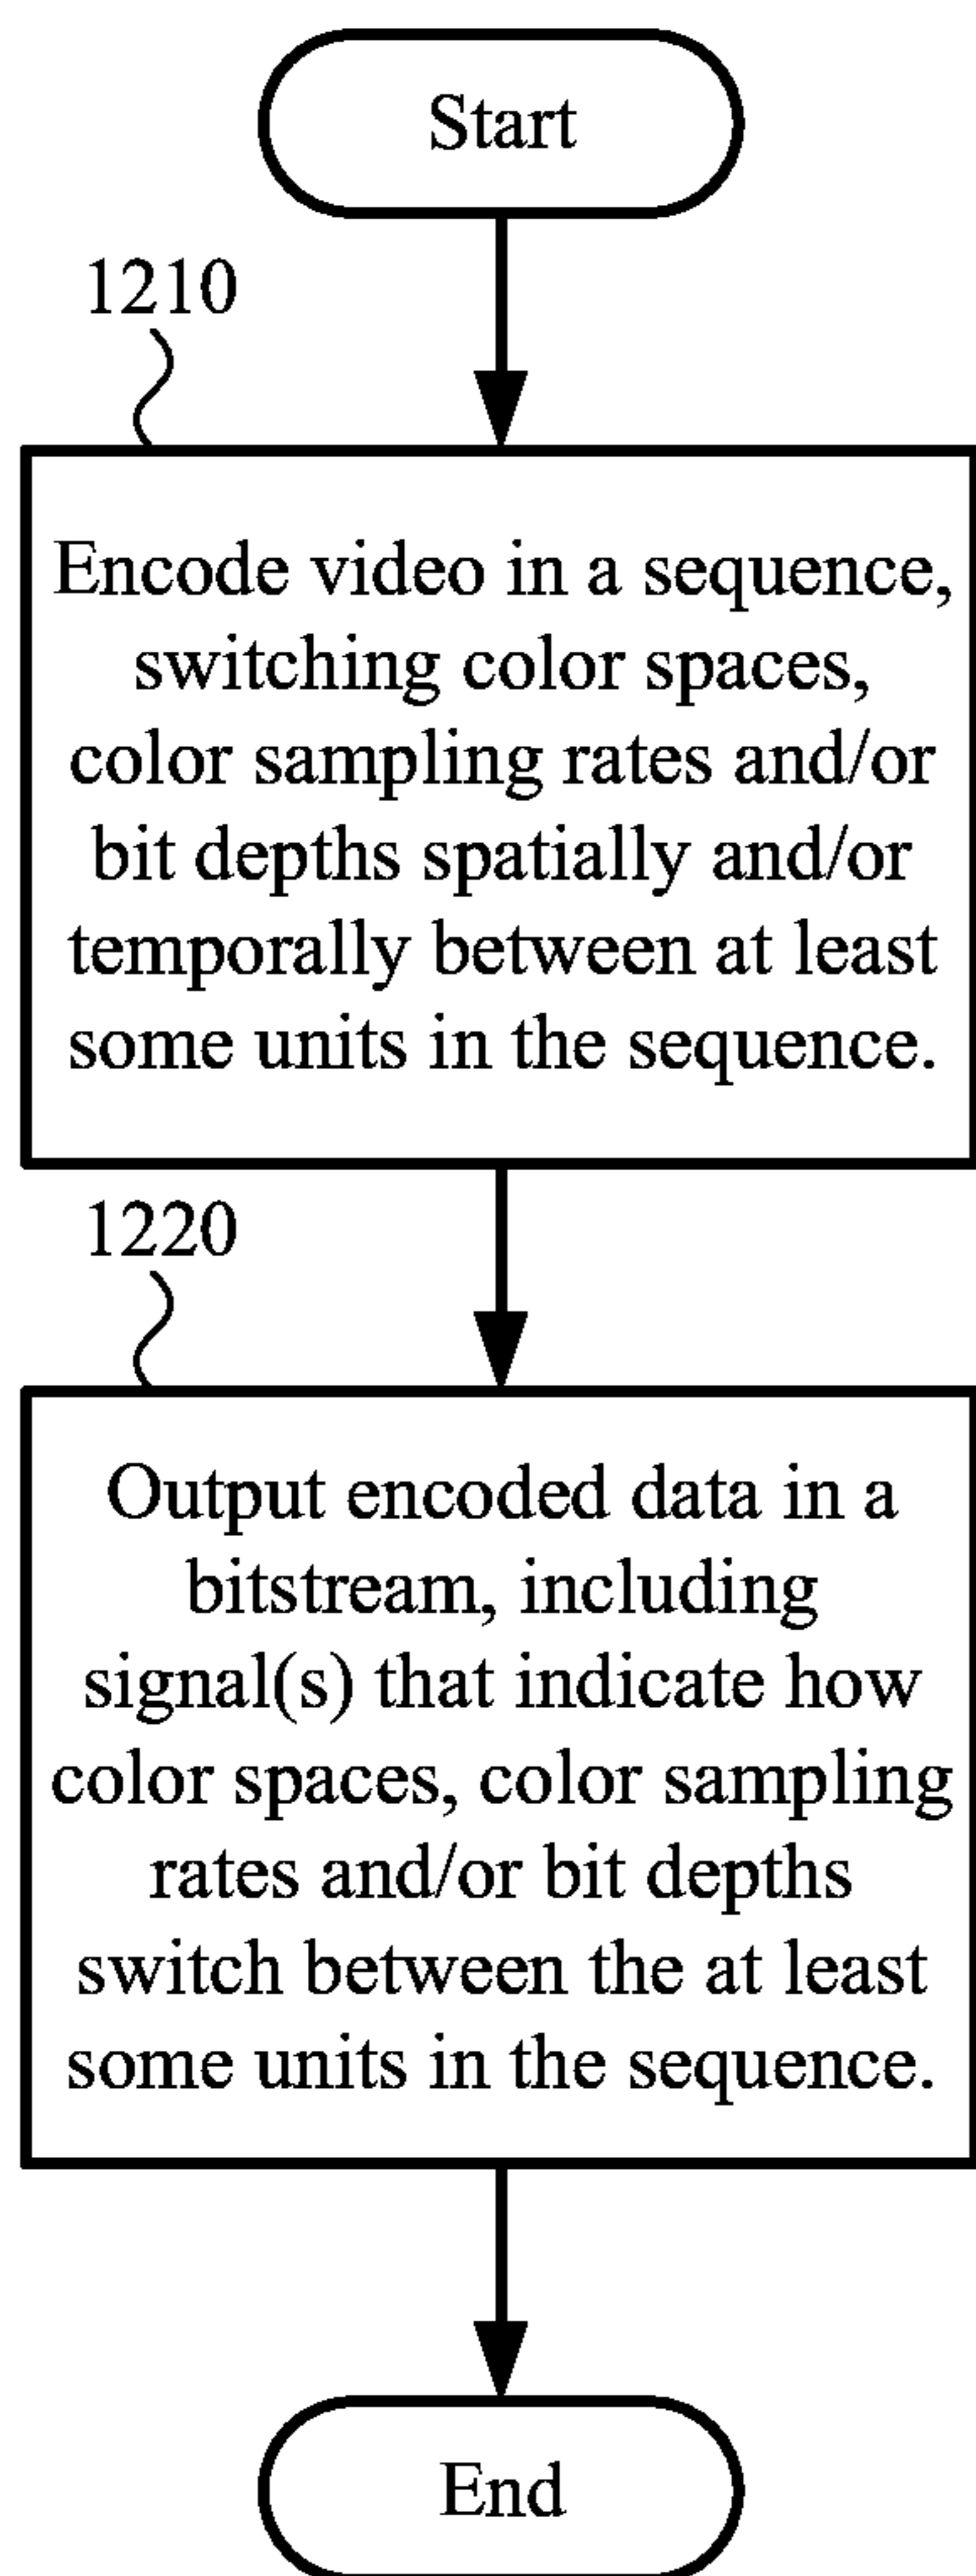 Start
1210
Encode video in a sequence,
switching color spaces,
color sampling rates and/or
bit depths spatially and/or
temporally between at least
some units in the sequence.
1220
Output encoded data in a
bitstream, including
signal(s) that indicate how
color spaces, color sampling
rates and/or bit depths
switch between the at least
some units in the sequence.
End